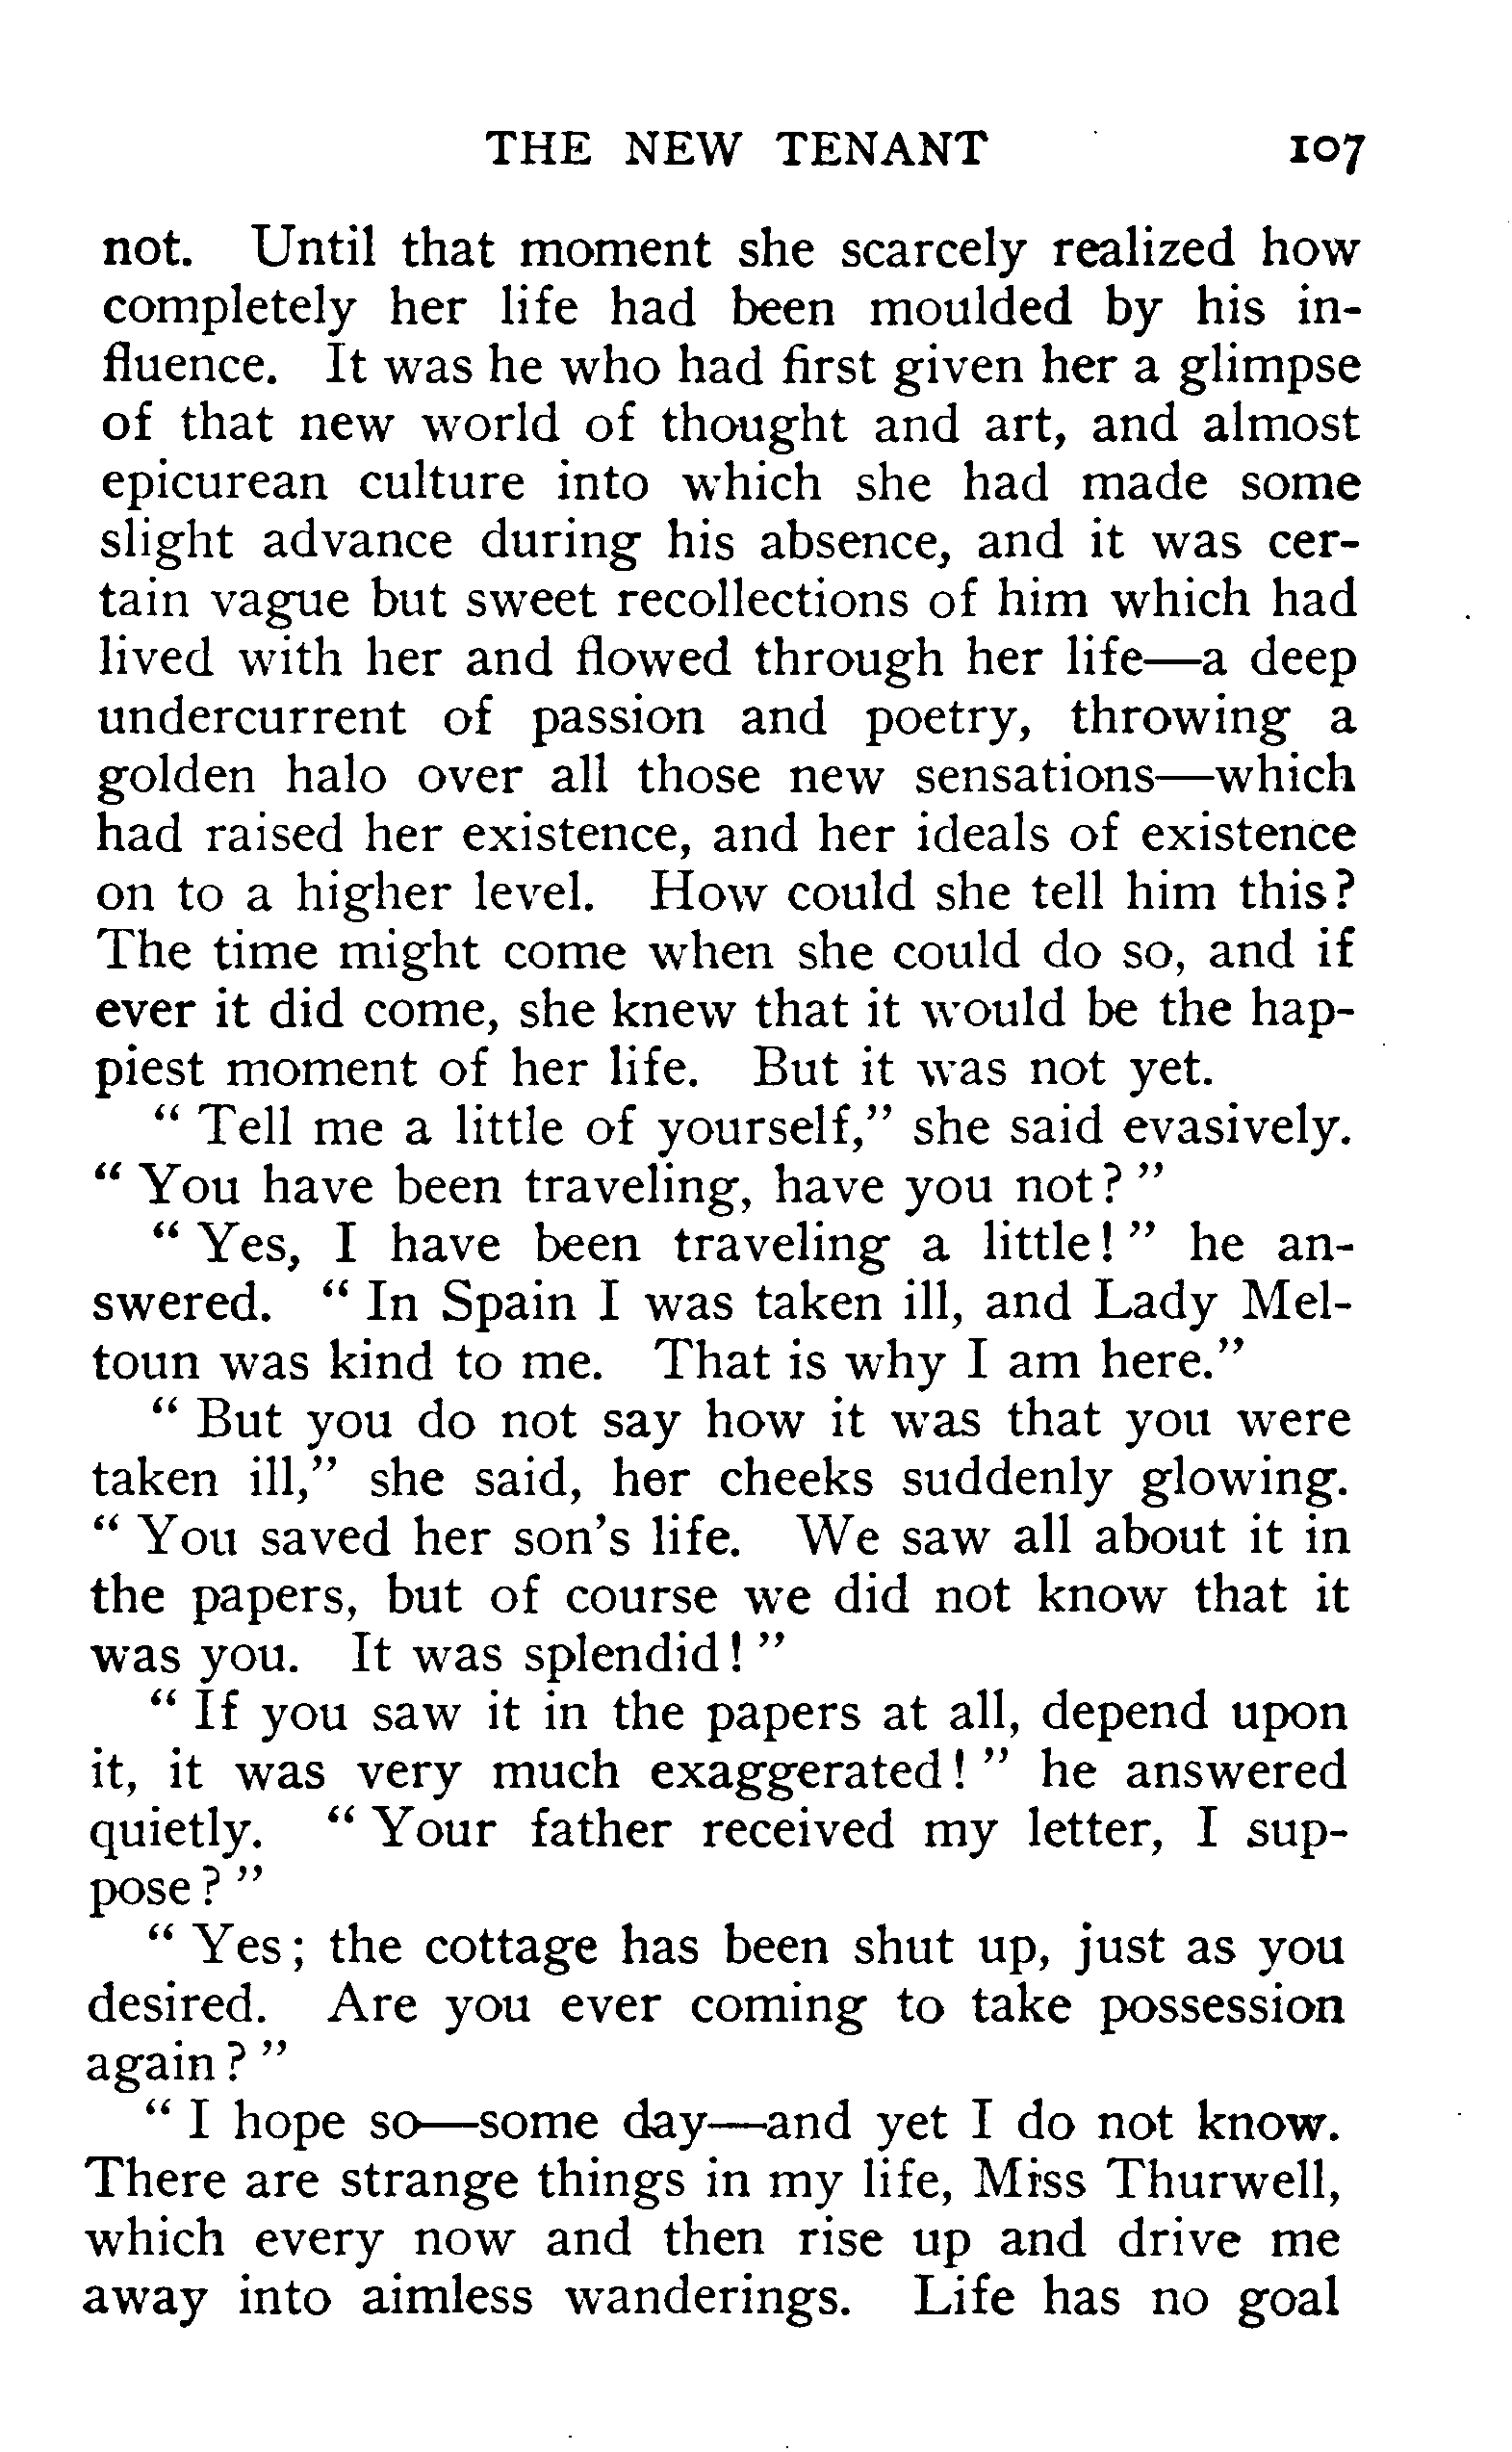 THE NEW TENANT 107
not. Until that moment she scarcely realized how
completely her life had been moulded by his in-
fluence. It was he who had first given her a glimpse
of that new world of thought and art, and almost
epicurean culture into which she had made some
slight advance during his absence, and it was cer-
tain vague but sweet recollections of him which had
lived with her and flowed through her life—a deep
undercurrent of passion and poetry, throwing a
golden halo over all those new sensations—which
had raised her existence, and her ideals of existence
on to a higher level. How could she tell him this?
The time might come when she could do so, and if
ever it did come, she knew that it would be the hap-
piest moment of her life. But it was not yet.
" Tell me a little of yourself," she said evasively.
" You have been traveling, have you not? "
" Yes, I have been traveling a little! " he an-
swered. " In Spain I was taken ill, and Lady Mel-
toun was kind to me. That is why I am here."
" But you do not say how it was that you were
taken ill," she said, her cheeks suddenly glowing.
" You saved her son's life. We saw all about it in
the papers, but of course we did not know that it
was you. It was splendid! "
" If you saw it in the papers at all, depend upon
it, it was very much exaggerated! " he answered
quietly. " Your father received my letter, I sup-
pose? "
" Yes; the cottage has been shut up, just as you
desired. Are you ever coming to take possession
again? "
" I hope so—some day—and yet I do not know.
There are strange things in my life, Miss Thurwell,
which every now and then rise up and drive me
away into aimless wanderings. Life has no goal